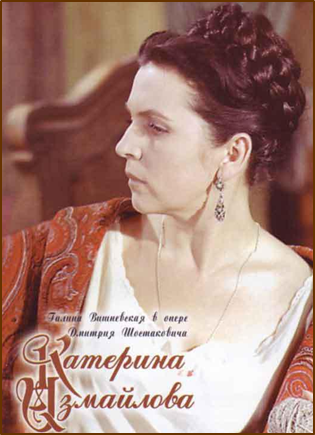 Галина Вишневская в опере
Дмитрия Шостаковича
Катерина
Измайлова